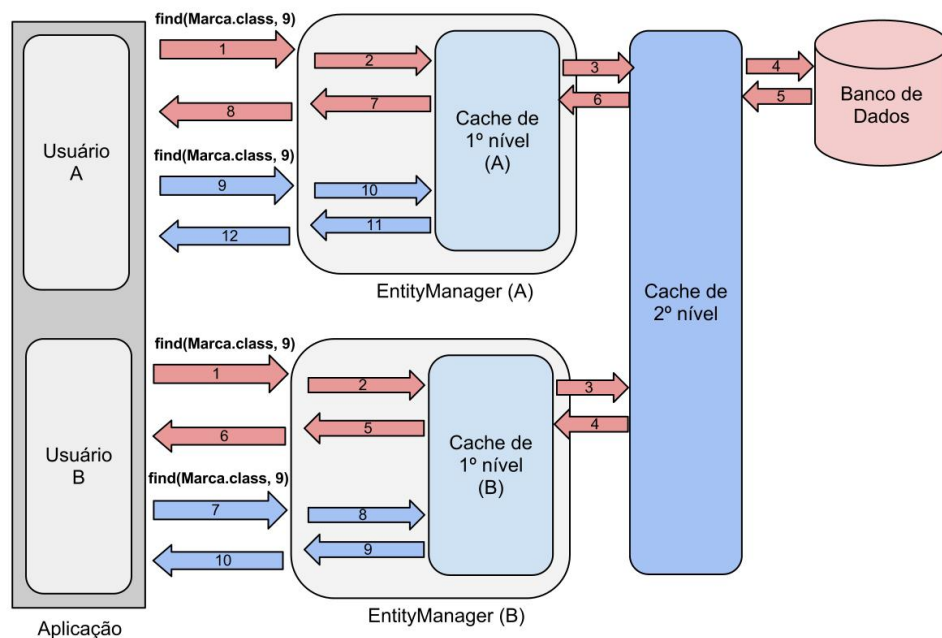 find(Marca.class, 9)
1
2
3
4
5
6
7
8
Usuário
A
Cache de
1º nível
(A)
Banco de
Dados
find(Marca.class, 9)
9
10
11
12
EntityManager (A)
Cache de
2º nível
find(Marca.class, 9)
1
2
3
4
5
6
Usuário
B
Cache de
1º nível
(B)
find(Marca.class, 9)
7
8
9
10
EntityManager (B)
Aplicação